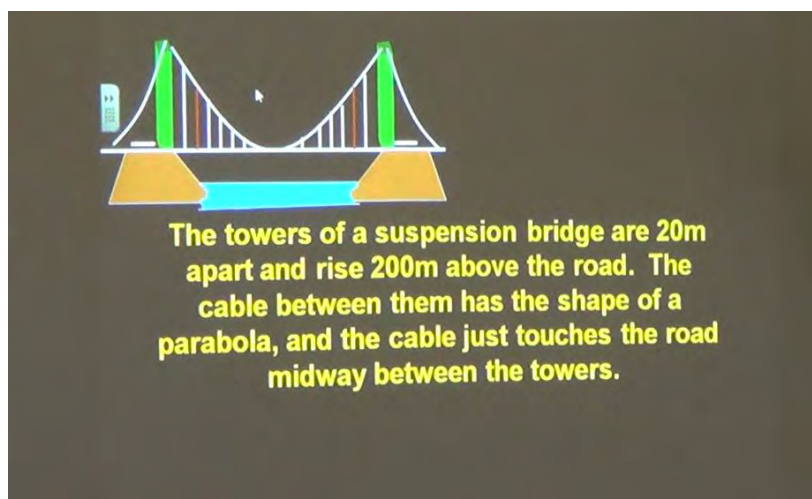 The towers of a suspension bridge are 20m
apart and rise 200m above the road. The
cable between them has the shape of a
parabola, and the cable just touches the road
midway between the towers.